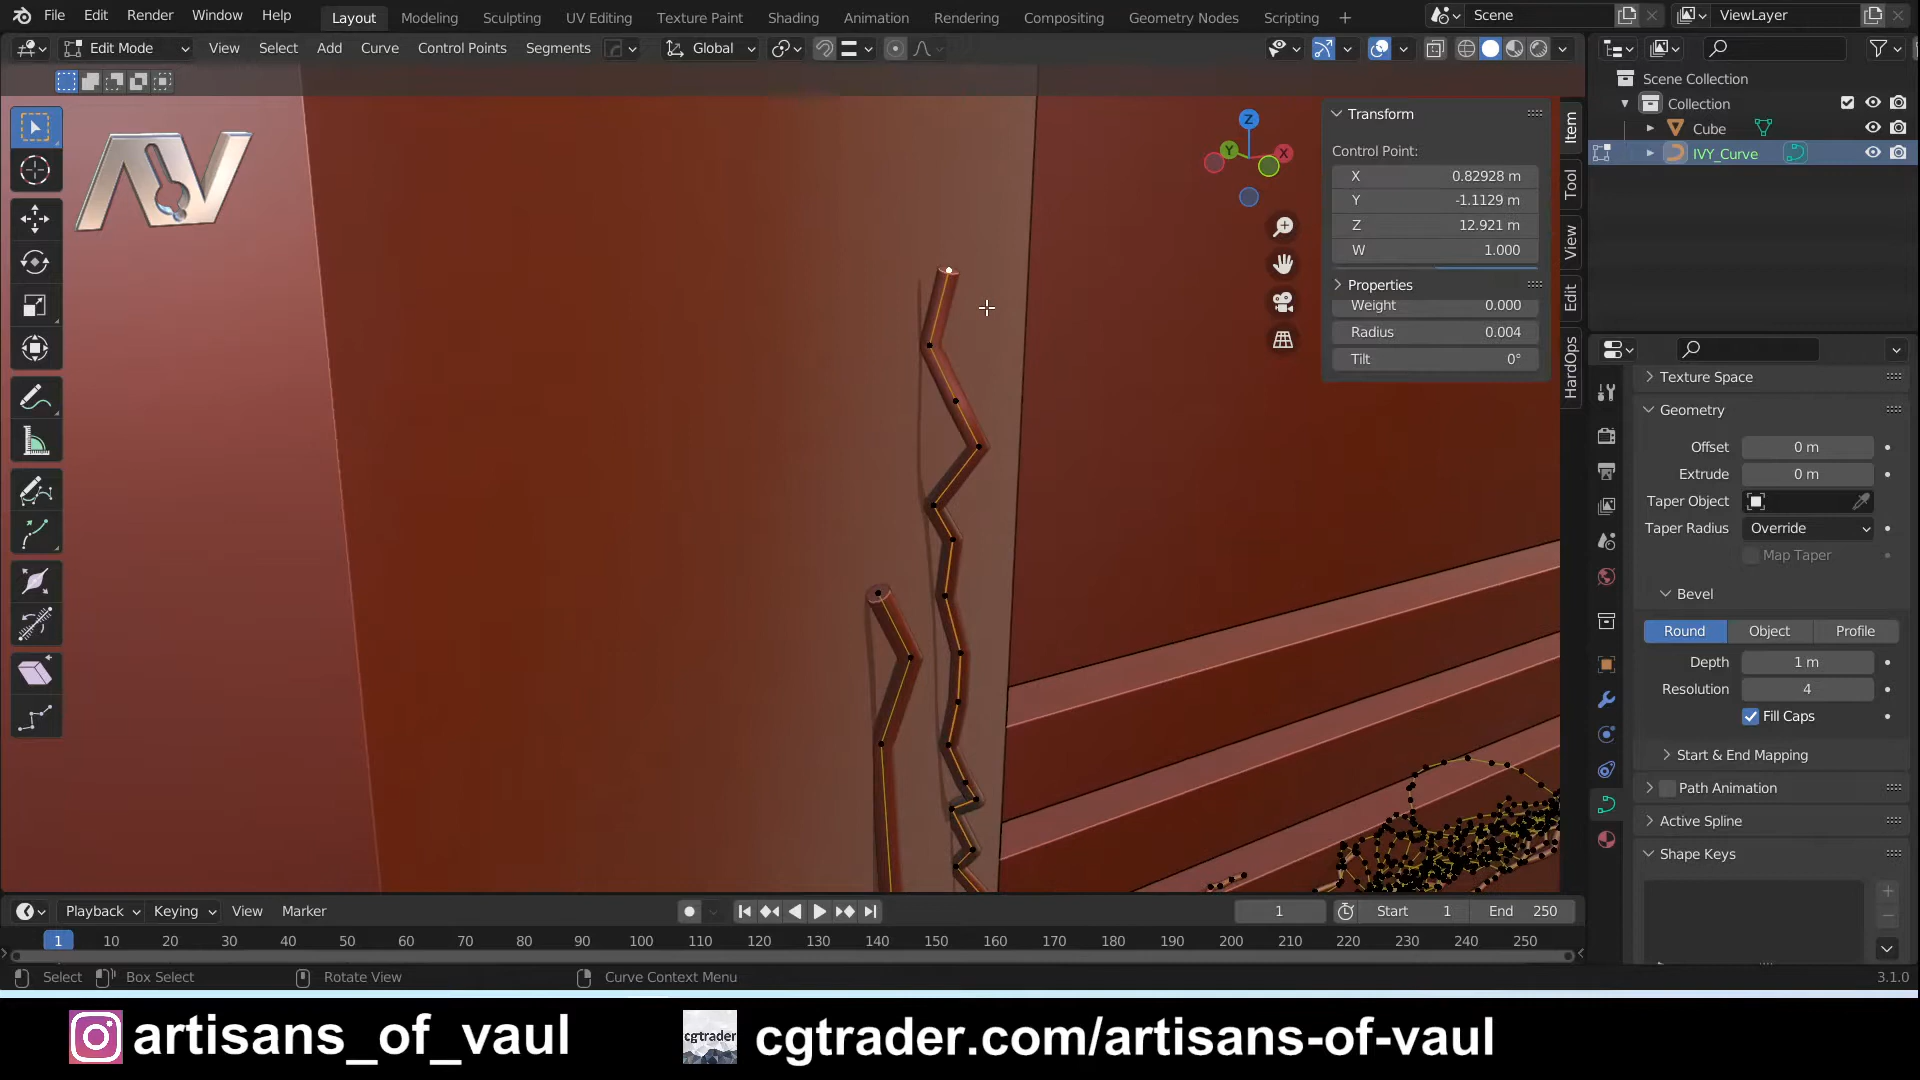 File Edit Render Window Help Layout Modeling Sculpting UV Editing Texture Paint Shading Animation Rendering Compositing Geometry Nodes Scripting + Scene ViewLayer
Edit Mode View Select Add Curve Control Points Segments Global
Scene Collection
Collection
Cube
IVY_Curve
AV
Transform
Control Point:
X 0.82928 m
Y -1.1129 m
Z 12.921 m
W 1.000
Properties
Weight 0.000
Radius 0.004
Tilt 0°
Item
Tool
View
Edit
HardOps
Z
Y
X
Texture Space
Geometry
Offset 0 m
Extrude 0 m
Taper Object
Taper Radius Override
Map Taper
Bevel
Round Object Profile
Depth 1 m
Resolution 4
Fill Caps
Start & End Mapping
Path Animation
Active Spline
Shape Keys
Playback Keying View Marker 1 Start 1 End 250
1 10 20 30 40 50 60 70 80 90 100 110 120 130 140 150 160 170 180 190 200 210 220 230 240 250
Select Box Select Rotate View Curve Context Menu 3.1.0
artisans_of_vaul cgtrader cgtrader.com/artisans-of-vaul